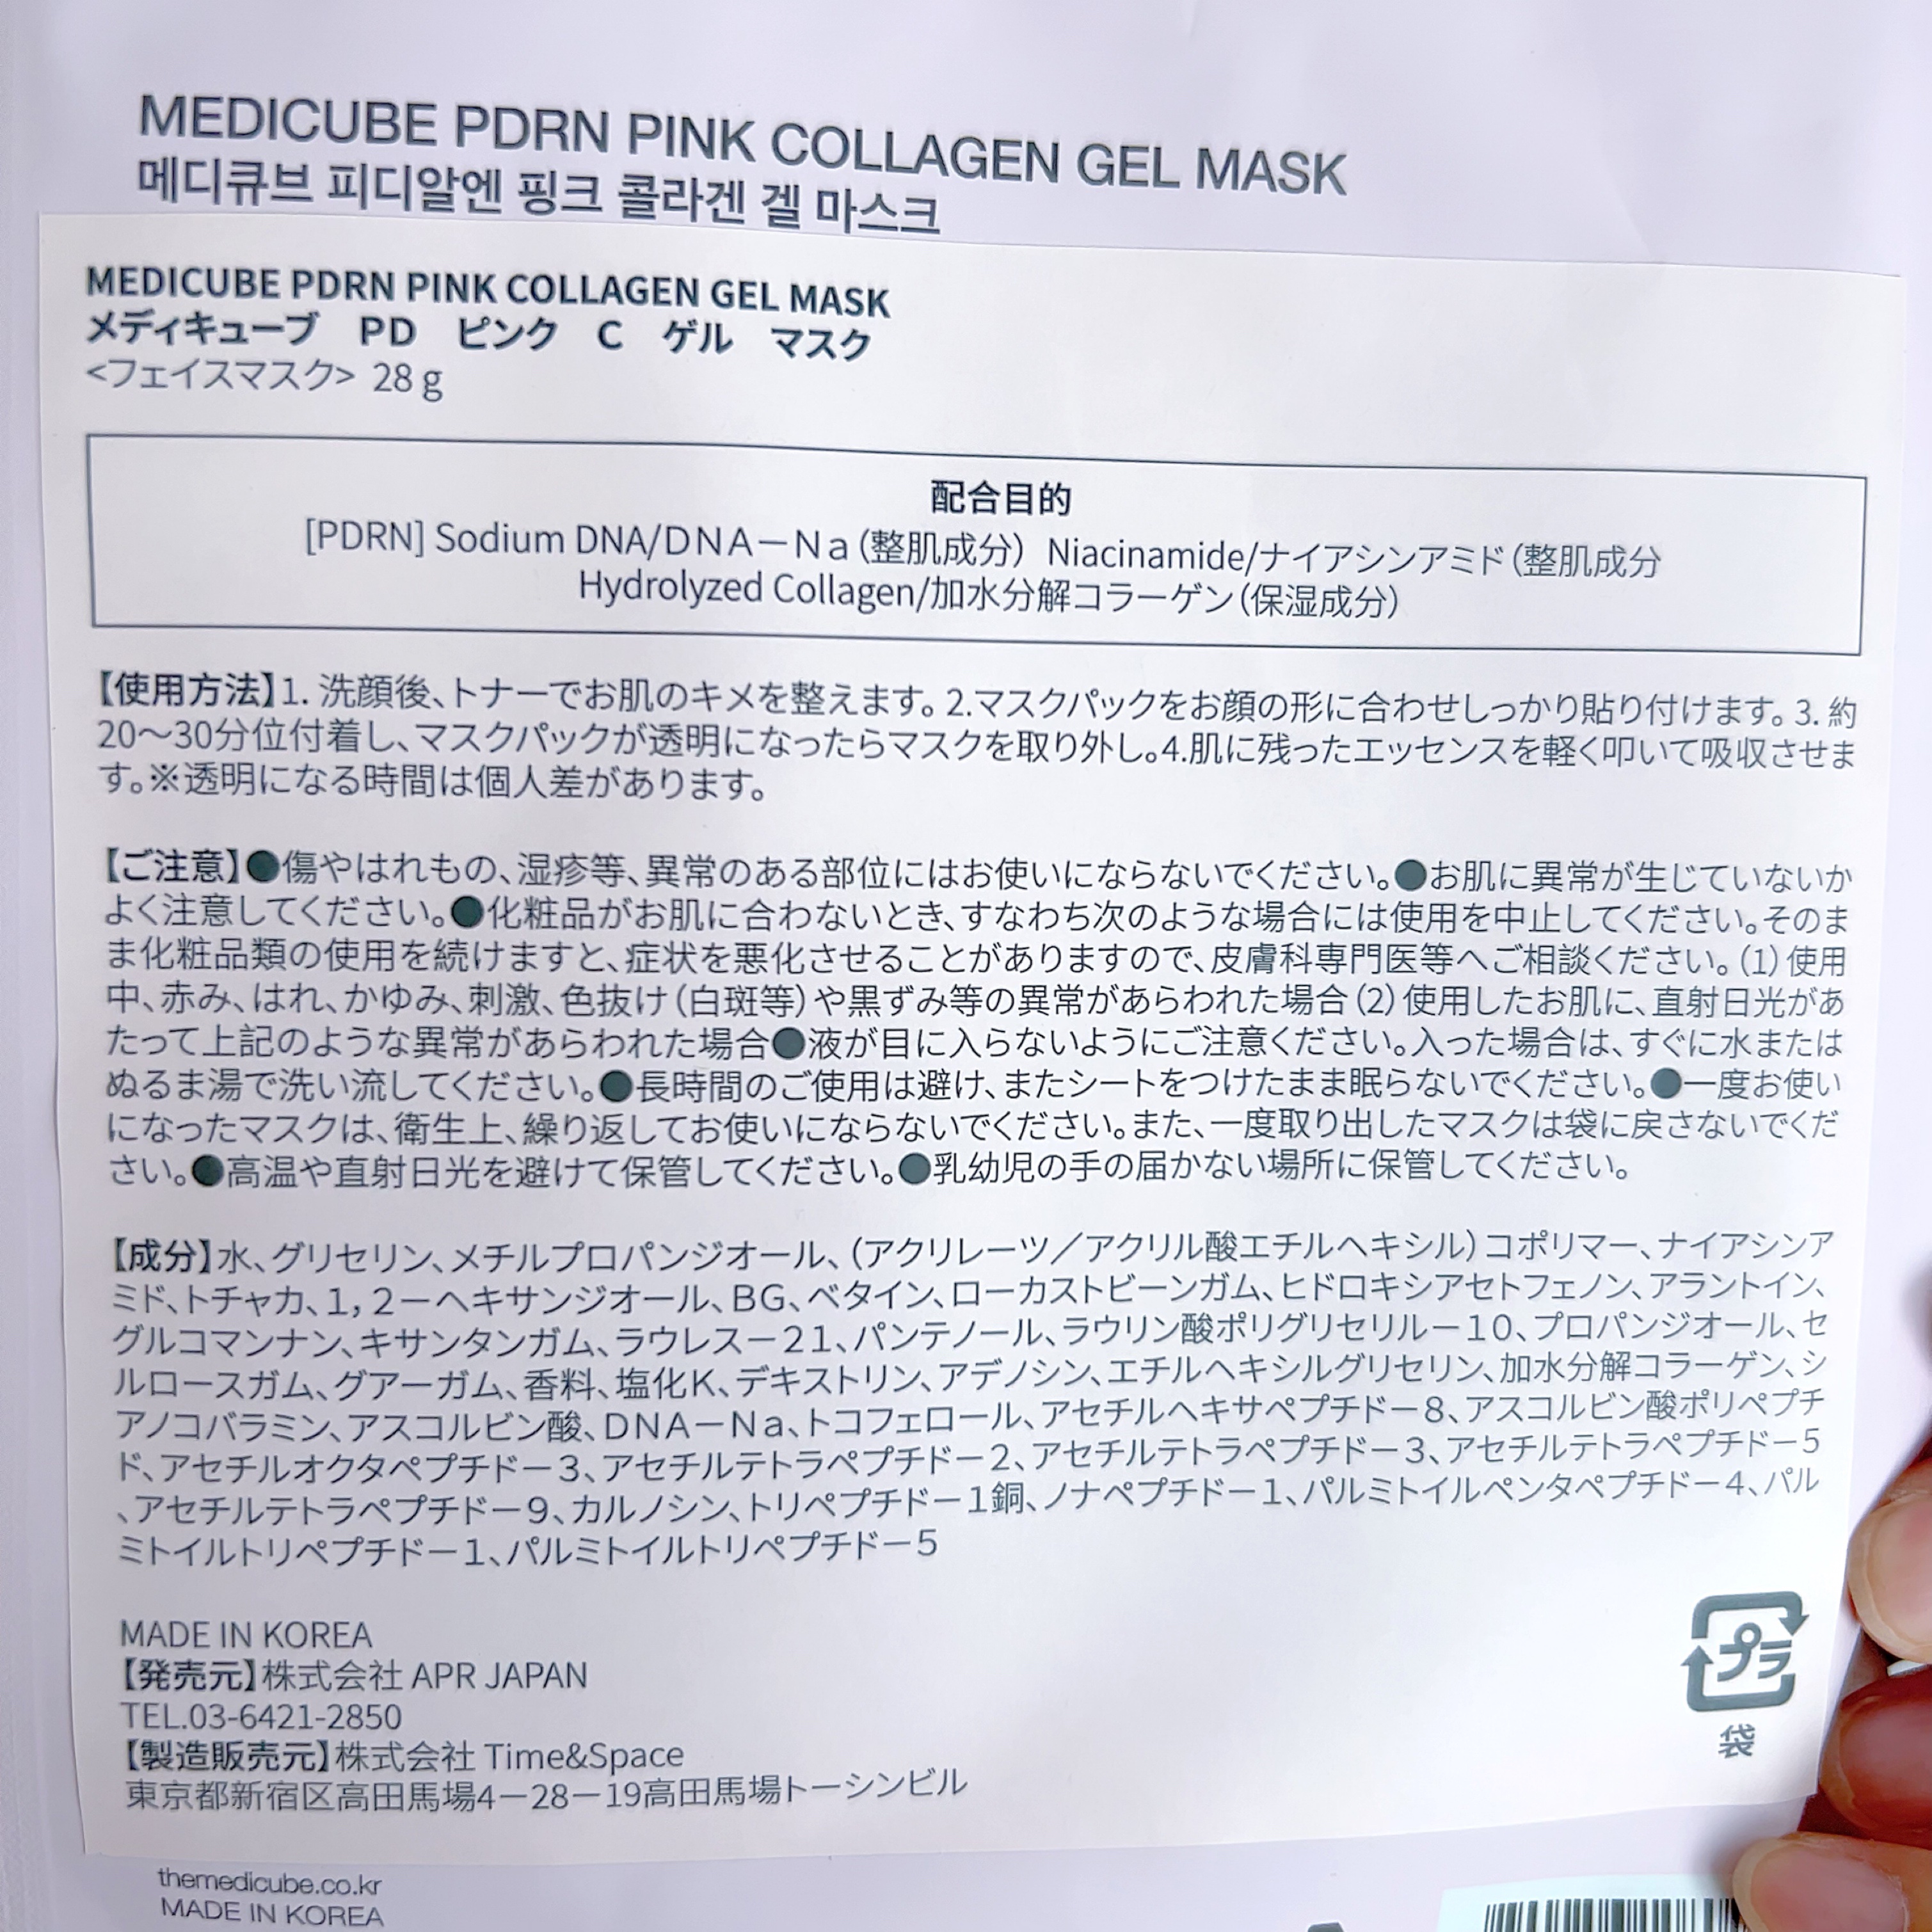 MEDICUBE PDRN PINK COLLAGEN GEL MASK
메디큐브 피디알엔 핑크 콜라겐 겔 마스크
MEDICUBE PDRN PINK COLLAGEN GEL MASK
メディキューブ　PD　ピンク　C　ゲル　マスク
<フェイスマスク> 28 g
配合目的
[PDRN] Sodium DNA/ＤＮＡ－Ｎａ（整肌成分） Niacinamide/ナイアシンアミド（整肌成分
Hydrolyzed Collagen/加水分解コラーゲン（保湿成分）
【使用方法】1. 洗顔後、トナーでお肌のキメを整えます。2.マスクパックをお顔の形に合わせしっかり貼り付けます。3. 約
20～30分位付着し、マスクパックが透明になったらマスクを取り外し。4.肌に残ったエッセンスを軽く叩いて吸収させま
す。※透明になる時間は個人差があります。
【ご注意】●傷やはれもの、湿疹等、異常のある部位にはお使いにならないでください。●お肌に異常が生じていないか
よく注意してください。●化粧品がお肌に合わないとき、すなわち次のような場合には使用を中止してください。そのま
ま化粧品類の使用を続けますと、症状を悪化させることがありますので、皮膚科専門医等へご相談ください。（1）使用
中、赤み、はれ、かゆみ、刺激、色抜け（白斑等）や黒ずみ等の異常があらわれた場合（2）使用したお肌に、直射日光があ
たって上記のような異常があらわれた場合●液が目に入らないようにご注意ください。入った場合は、すぐに水または
ぬるま湯で洗い流してください。●長時間のご使用は避け、またシートをつけたまま眠らないでください。●一度お使い
になったマスクは、衛生上、繰り返してお使いにならないでください。また、一度取り出したマスクは袋に戻さないでくだ
さい。●高温や直射日光を避けて保管してください。●乳幼児の手の届かない場所に保管してください。
【成分】水、グリセリン、メチルプロパンジオール、（アクリレーツ／アクリル酸エチルヘキシル）コポリマー、ナイアシンア
ミド、トチャカ、１，２－ヘキサンジオール、ＢＧ、ベタイン、ローカストビーンガム、ヒドロキシアセトフェノン、アラントイン、
グルコマンナン、キサンタンガム、ラウレス－２１、パンテノール、ラウリン酸ポリグリセリル－１０、プロパンジオール、セ
ルロースガム、グアーガム、香料、塩化Ｋ、デキストリン、アデノシン、エチルヘキシルグリセリン、加水分解コラーゲン、シ
アノコバラミン、アスコルビン酸、ＤＮＡ－Ｎａ、トコフェロール、アセチルヘキサペプチド－８、アスコルビン酸ポリペプチ
ド、アセチルオクタペプチド－３、アセチルテトラペプチド－２、アセチルテトラペプチド－３、アセチルテトラペプチド－５
、アセチルテトラペプチド－９、カルノシン、トリペプチド－１銅、ノナペプチド－１、パルミトイルペンタペプチド－４、パル
ミトイルトリペプチド－１、パルミトイルトリペプチド－５
MADE IN KOREA
【発売元】株式会社 APR JAPAN
TEL.03-6421-2850
【製造販売元】株式会社 Time&Space
東京都新宿区高田馬場4－28－19高田馬場トーシンビル
プラ
袋
themedicube.co.kr
MADE IN KOREA